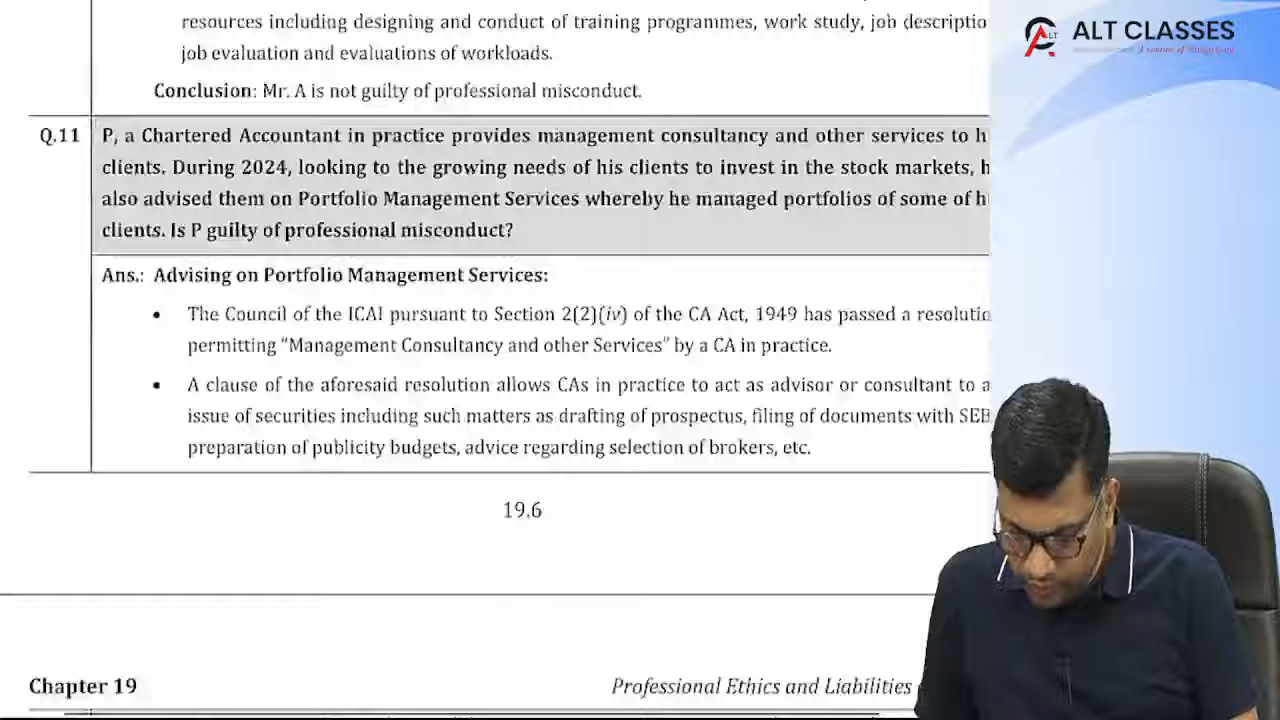 resources including designing and conduct of training programmes, work study, job descriptio
job evaluation and evaluations of workloads.
Conclusion: Mr. A is not guilty of professional misconduct.
Q.11 P, a Chartered Accountant in practice provides management consultancy and other services to h
clients. During 2024, looking to the growing needs of his clients to invest in the stock markets, h
also advised them on Portfolio Management Services whereby he managed portfolios of some of h
clients. Is P guilty of professional misconduct?
Ans.: Advising on Portfolio Management Services:
• The Council of the ICAI pursuant to Section 2(2)(iv) of the CA Act, 1949 has passed a resolutio
permitting “Management Consultancy and other Services” by a CA in practice.
• A clause of the aforesaid resolution allows CAs in practice to act as advisor or consultant to a
issue of securities including such matters as drafting of prospectus, filing of documents with SEB
preparation of publicity budgets, advice regarding selection of brokers, etc.
19.6
Chapter 19 Professional Ethics and Liabilities
ALT CLASSES